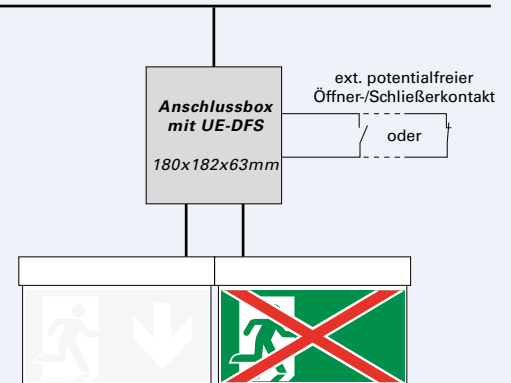 ext. potentialfreier
Öffner-/Schließerkontakt
Anschlussbox
mit UE-DFS
oder
180x182x63mm